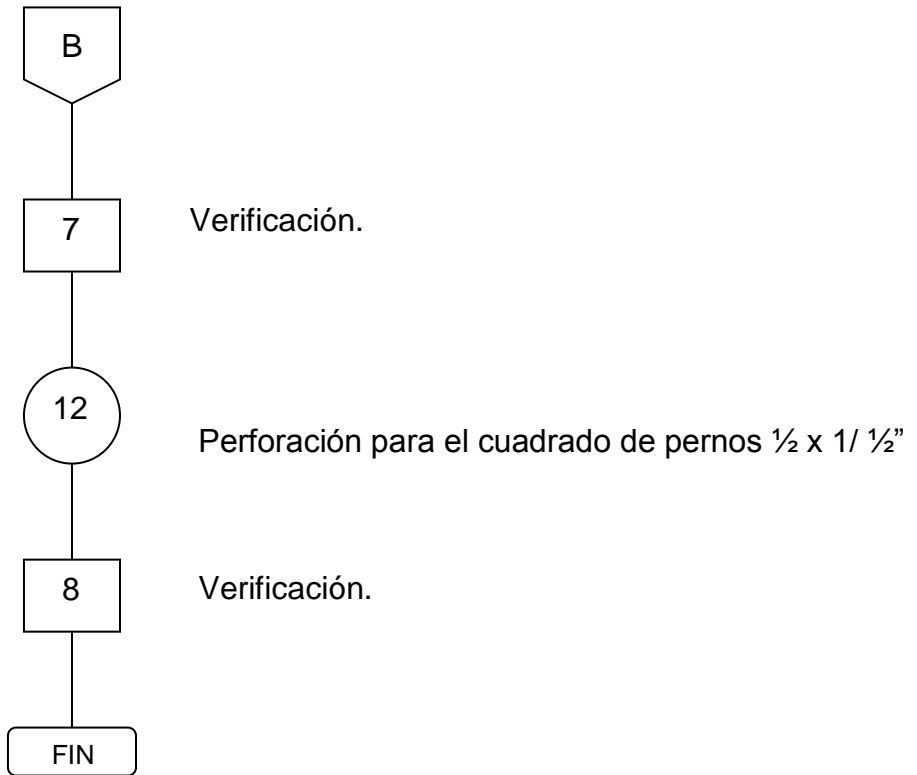 B
7
Verificación.
12
Perforación para el cuadrado de pernos ½ x 1/ ½”
8
Verificación.
FIN